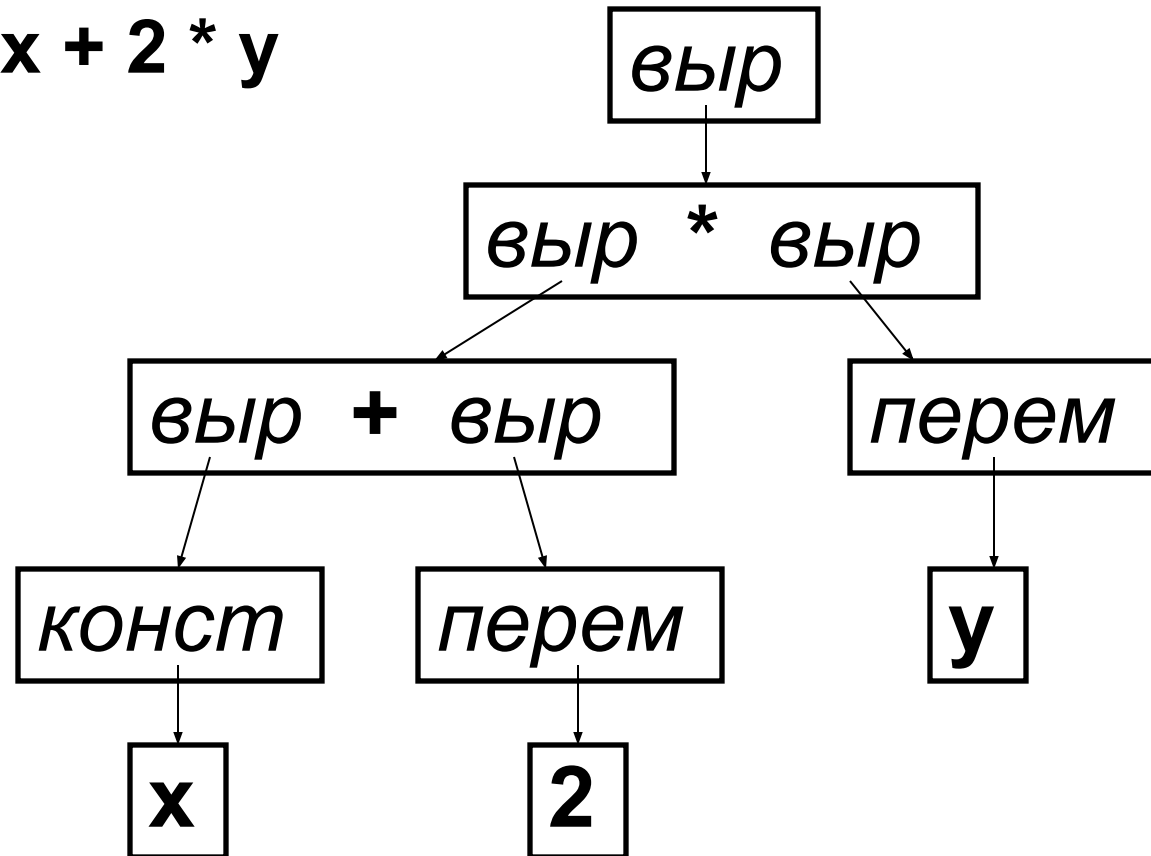 x + 2 * y
выр
выр * выр
выр + выр
перем
конст
перем
y
x
2